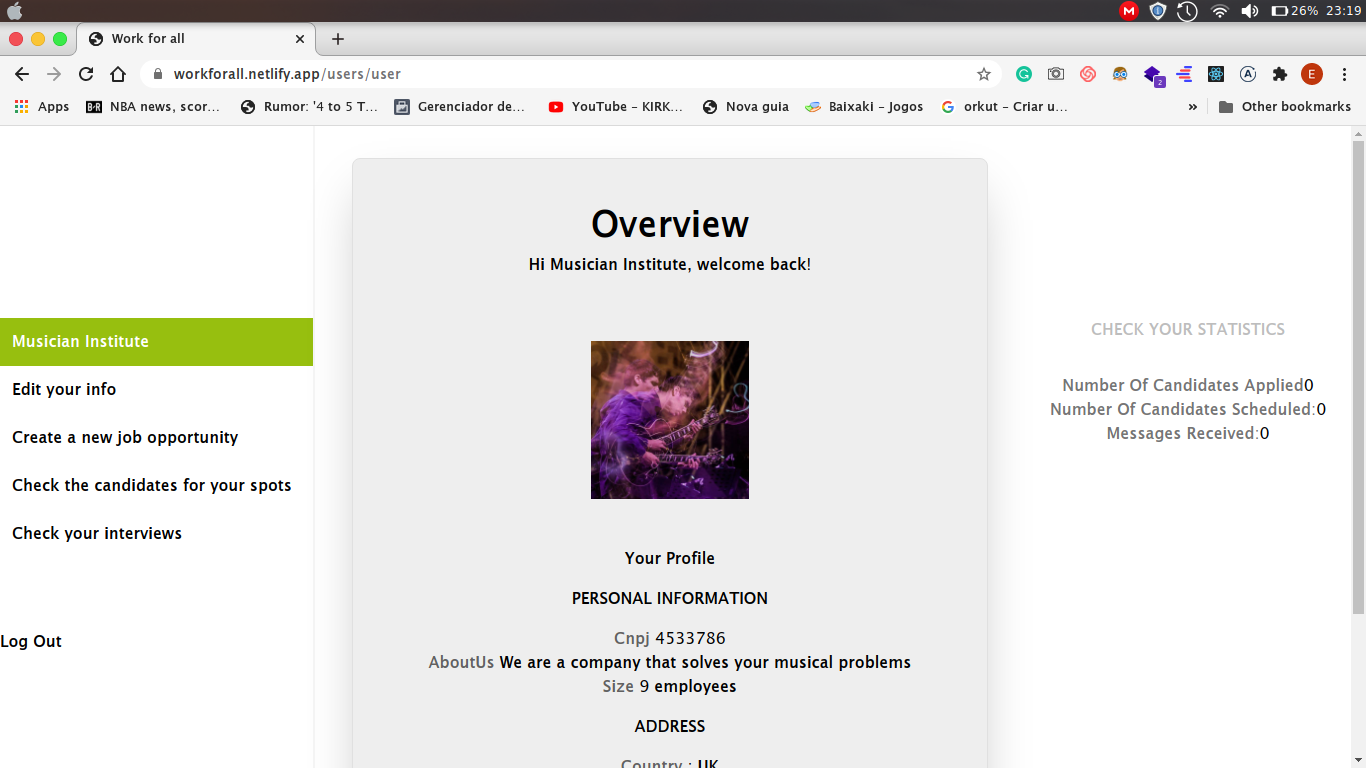 26% 23:19
Work for all
workforall.netlify.app/users/user
E
2
Apps
B/R NBA news, scor...
Rumor: '4 to 5 T...
Gerenciador de...
YouTube – KIRK...
Nova guia
Baixaki – Jogos
orkut – Criar u...
»
Other bookmarks
Musician Institute
Edit your info
Create a new job opportunity
Check the candidates for your spots
Check your interviews
Log Out
Overview
Hi Musician Institute, welcome back!
Your Profile
PERSONAL INFORMATION
Cnpj 4533786
AboutUs We are a company that solves your musical problems
Size 9 employees
ADDRESS
Country : UK
CHECK YOUR STATISTICS
Number Of Candidates Applied0
Number Of Candidates Scheduled:0
Messages Received:0